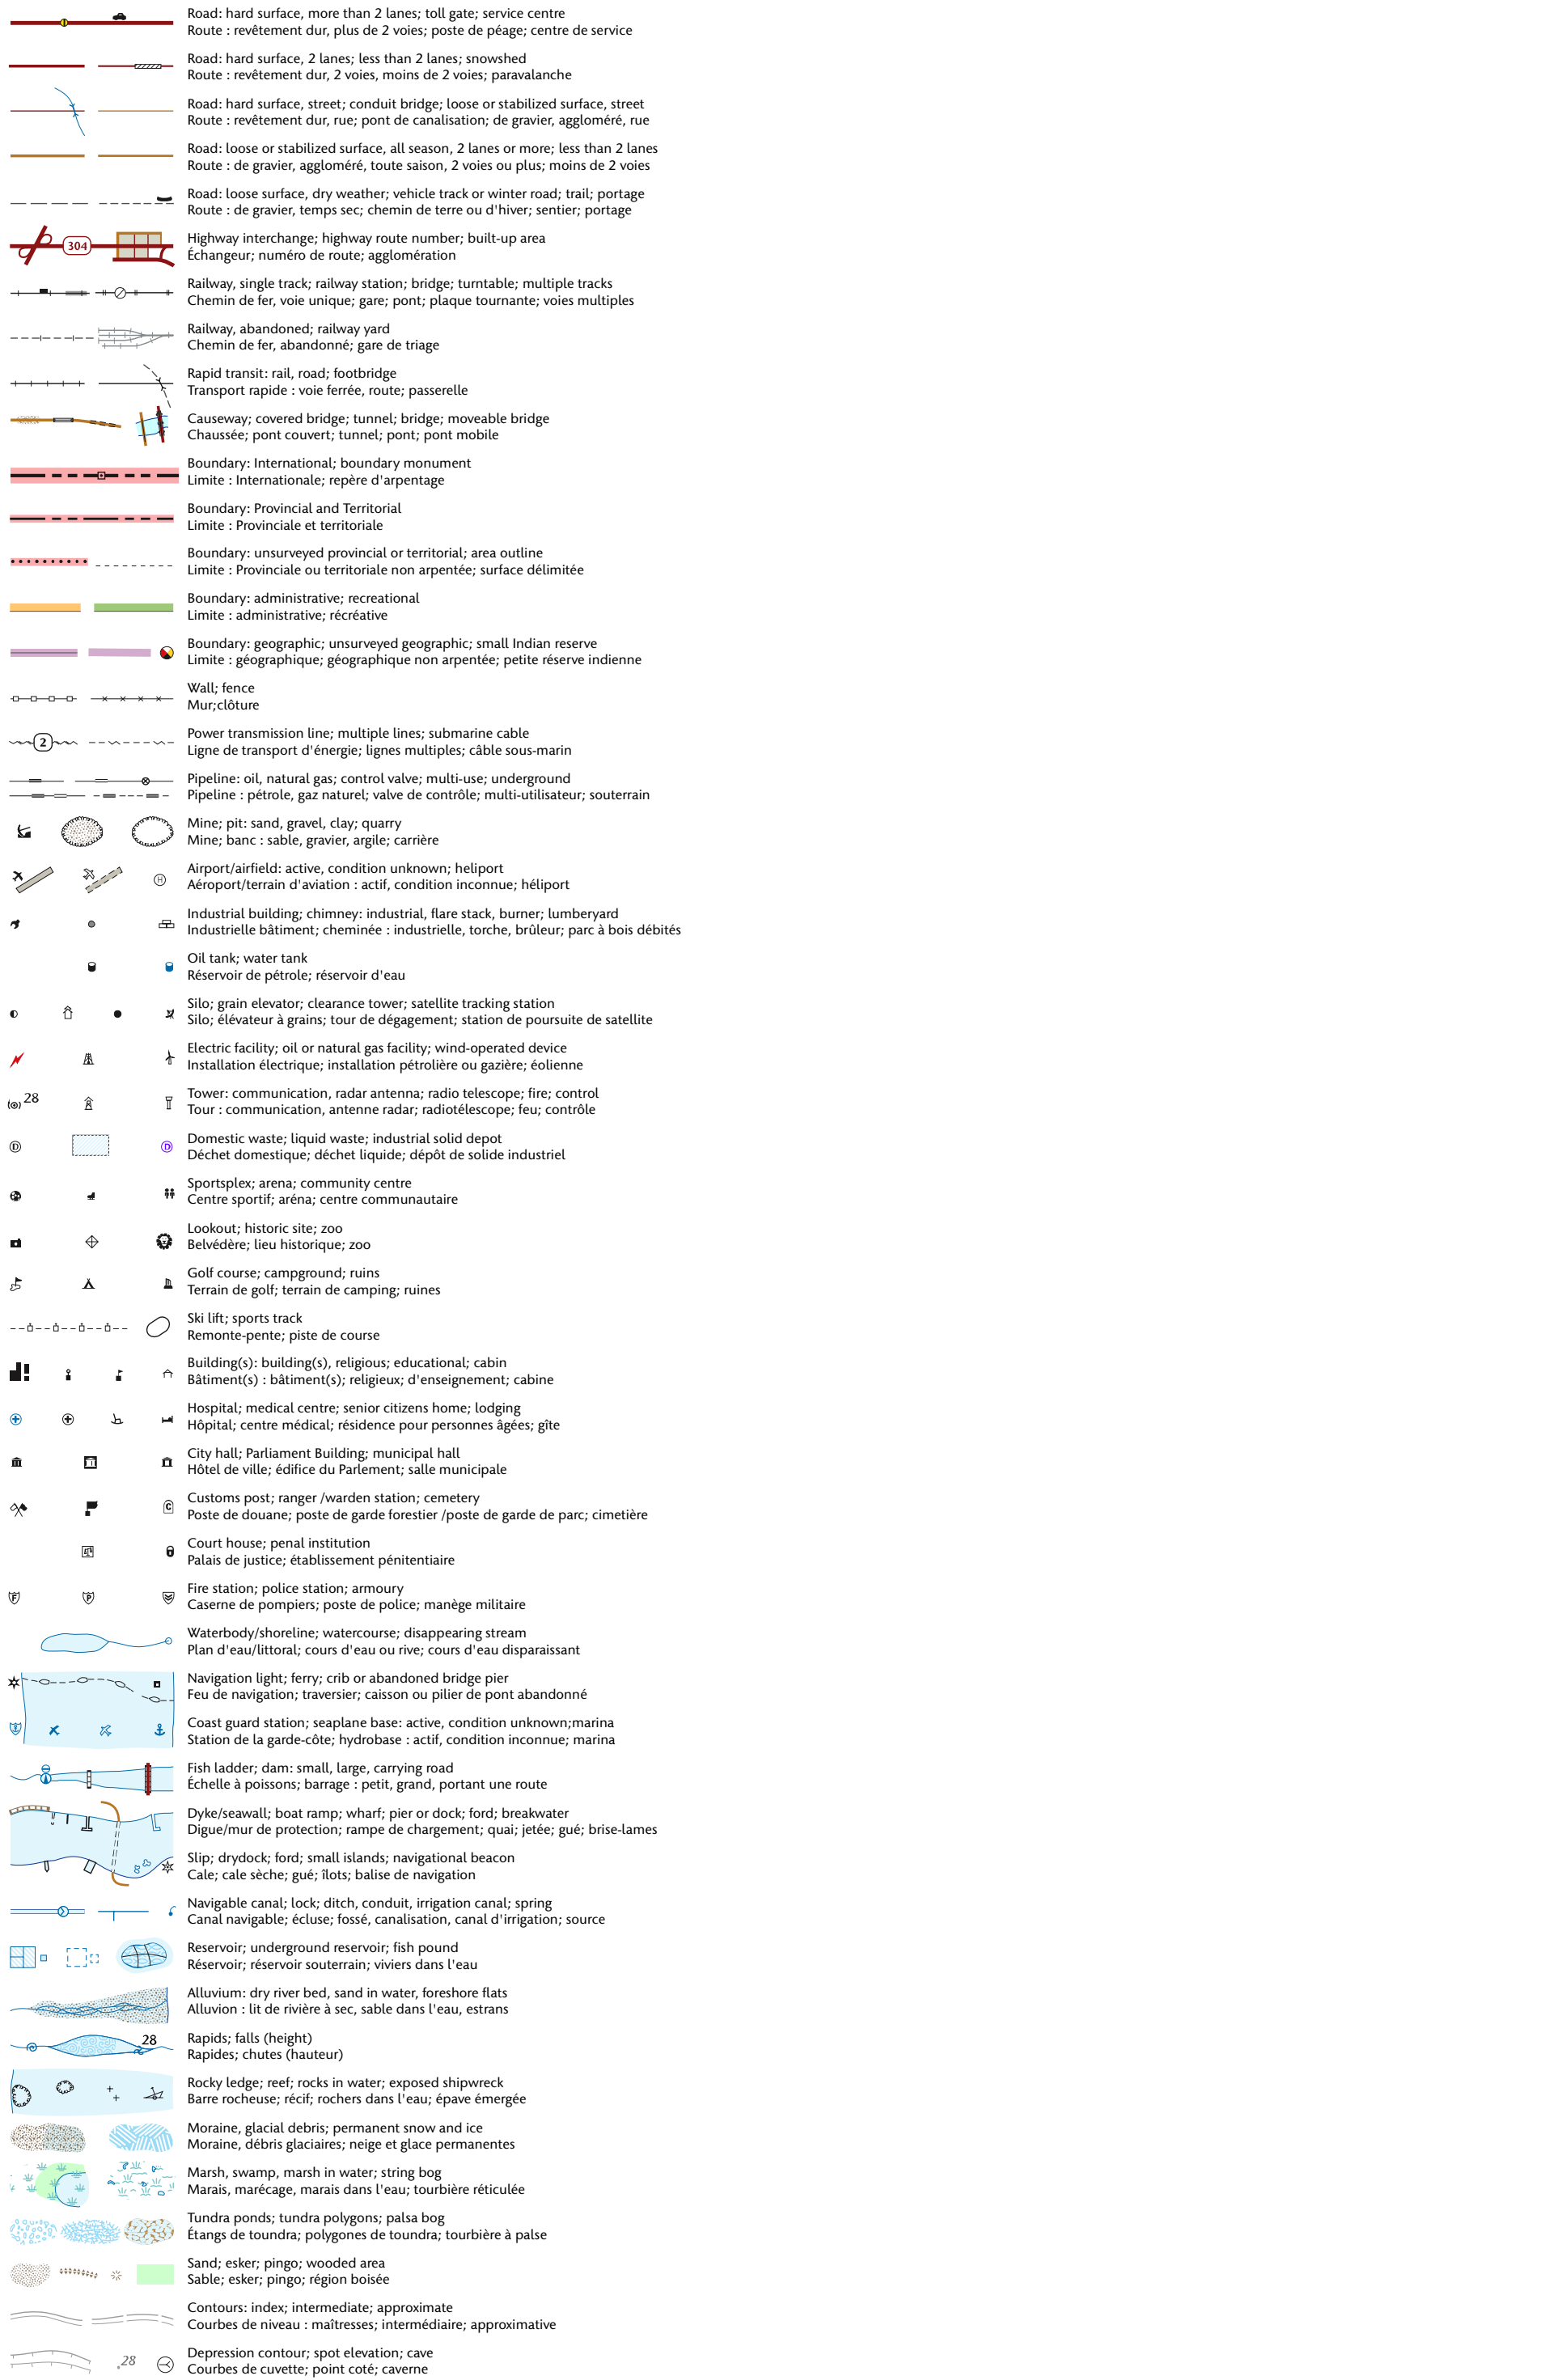 Road: hard surface, more than 2 lanes; toll gate; service centre
Route : revêtement dur, plus de 2 voies; poste de péage; centre de service
Road: hard surface, 2 lanes; less than 2 lanes; snowshed
Route : revêtement dur, 2 voies, moins de 2 voies; paravalanche
Road: hard surface, street; conduit bridge; loose or stabilized surface, street
Route : revêtement dur, rue; pont de canalisation; de gravier, aggloméré, rue
Road: loose or stabilized surface, all season, 2 lanes or more; less than 2 lanes
Route : de gravier, aggloméré, toute saison, 2 voies ou plus; moins de 2 voies
Road: loose surface, dry weather; vehicle track or winter road; trail; portage
Route : de gravier, temps sec; chemin de terre ou d'hiver; sentier; portage
304
Highway interchange; highway route number; built-up area
Échangeur; numéro de route; agglomération
Railway, single track; railway station; bridge; turntable; multiple tracks
Chemin de fer, voie unique; gare; pont; plaque tournante; voies multiples
Railway, abandoned; railway yard
Chemin de fer, abandonné; gare de triage
Rapid transit: rail, road; footbridge
Transport rapide : voie ferrée, route; passerelle
Causeway; covered bridge; tunnel; bridge; moveable bridge
Chaussée; pont couvert; tunnel; pont; pont mobile
Boundary: International; boundary monument
Limite : Internationale; repère d'arpentage
Boundary: Provincial and Territorial
Limite : Provinciale et territoriale
Boundary: unsurveyed provincial or territorial; area outline
Limite : Provinciale ou territoriale non arpentée; surface délimitée
Boundary: administrative; recreational
Limite : administrative; récréative
Boundary: geographic; unsurveyed geographic; small Indian reserve
Limite : géographique; géographique non arpentée; petite réserve indienne
Wall; fence
Mur;clôture
2
Power transmission line; multiple lines; submarine cable
Ligne de transport d'énergie; lignes multiples; câble sous-marin
Pipeline: oil, natural gas; control valve; multi-use; underground
Pipeline : pétrole, gaz naturel; valve de contrôle; multi-utilisateur; souterrain
Mine; pit: sand, gravel, clay; quarry
Mine; banc : sable, gravier, argile; carrière
Airport/airfield: active, condition unknown; heliport
H
Aéroport/terrain d'aviation : actif, condition inconnue; héliport
Industrial building; chimney: industrial, flare stack, burner; lumberyard
Industrielle bâtiment; cheminée : industrielle, torche, brûleur; parc à bois débités
Oil tank; water tank
Réservoir de pétrole; réservoir d'eau
Silo; grain elevator; clearance tower; satellite tracking station
Silo; élévateur à grains; tour de dégagement; station de poursuite de satellite
Electric facility; oil or natural gas facility; wind-operated device
Installation électrique; installation pétrolière ou gazière; éolienne
28
Tower: communication, radar antenna; radio telescope; fire; control
Tour : communication, antenne radar; radiotélescope; feu; contrôle
D D
Domestic waste; liquid waste; industrial solid depot
Déchet domestique; déchet liquide; dépôt de solide industriel
Sportsplex; arena; community centre
Centre sportif; aréna; centre communautaire
Lookout; historic site; zoo
Belvédère; lieu historique; zoo
Golf course; campground; ruins
Terrain de golf; terrain de camping; ruines
Ski lift; sports track
Remonte-pente; piste de course
Building(s): building(s), religious; educational; cabin
Bâtiment(s) : bâtiment(s); religieux; d'enseignement; cabine
Hospital; medical centre; senior citizens home; lodging
Hôpital; centre médical; résidence pour personnes âgées; gîte
City hall; Parliament Building; municipal hall
Hôtel de ville; édifice du Parlement; salle municipale
C
Customs post; ranger /warden station; cemetery
Poste de douane; poste de garde forestier /poste de garde de parc; cimetière
Court house; penal institution
Palais de justice; établissement pénitentiaire
F P
Fire station; police station; armoury
Caserne de pompiers; poste de police; manège militaire
Waterbody/shoreline; watercourse; disappearing stream
Plan d'eau/littoral; cours d'eau ou rive; cours d'eau disparaissant
Navigation light; ferry; crib or abandoned bridge pier
Feu de navigation; traversier; caisson ou pilier de pont abandonné
Coast guard station; seaplane base: active, condition unknown;marina
Station de la garde-côte; hydrobase : actif, condition inconnue; marina
Fish ladder; dam: small, large, carrying road
Échelle à poissons; barrage : petit, grand, portant une route
Dyke/seawall; boat ramp; wharf; pier or dock; ford; breakwater
Digue/mur de protection; rampe de chargement; quai; jetée; gué; brise-lames
Slip; drydock; ford; small islands; navigational beacon
Cale; cale sèche; gué; îlots; balise de navigation
Navigable canal; lock; ditch, conduit, irrigation canal; spring
Canal navigable; écluse; fossé, canalisation, canal d'irrigation; source
Reservoir; underground reservoir; fish pound
Réservoir; réservoir souterrain; viviers dans l'eau
Alluvium: dry river bed, sand in water, foreshore flats
Alluvion : lit de rivière à sec, sable dans l'eau, estrans
28
Rapids; falls (height)
Rapides; chutes (hauteur)
Rocky ledge; reef; rocks in water; exposed shipwreck
Barre rocheuse; récif; rochers dans l'eau; épave émergée
Moraine, glacial debris; permanent snow and ice
Moraine, débris glaciaires; neige et glace permanentes
Marsh, swamp, marsh in water; string bog
Marais, marécage, marais dans l'eau; tourbière réticulée
Tundra ponds; tundra polygons; palsa bog
Étangs de toundra; polygones de toundra; tourbière à palse
Sand; esker; pingo; wooded area
Sable; esker; pingo; région boisée
Contours: index; intermediate; approximate
Courbes de niveau : maîtresses; intermédiaire; approximative
.28
Depression contour; spot elevation; cave
Courbes de cuvette; point coté; caverne